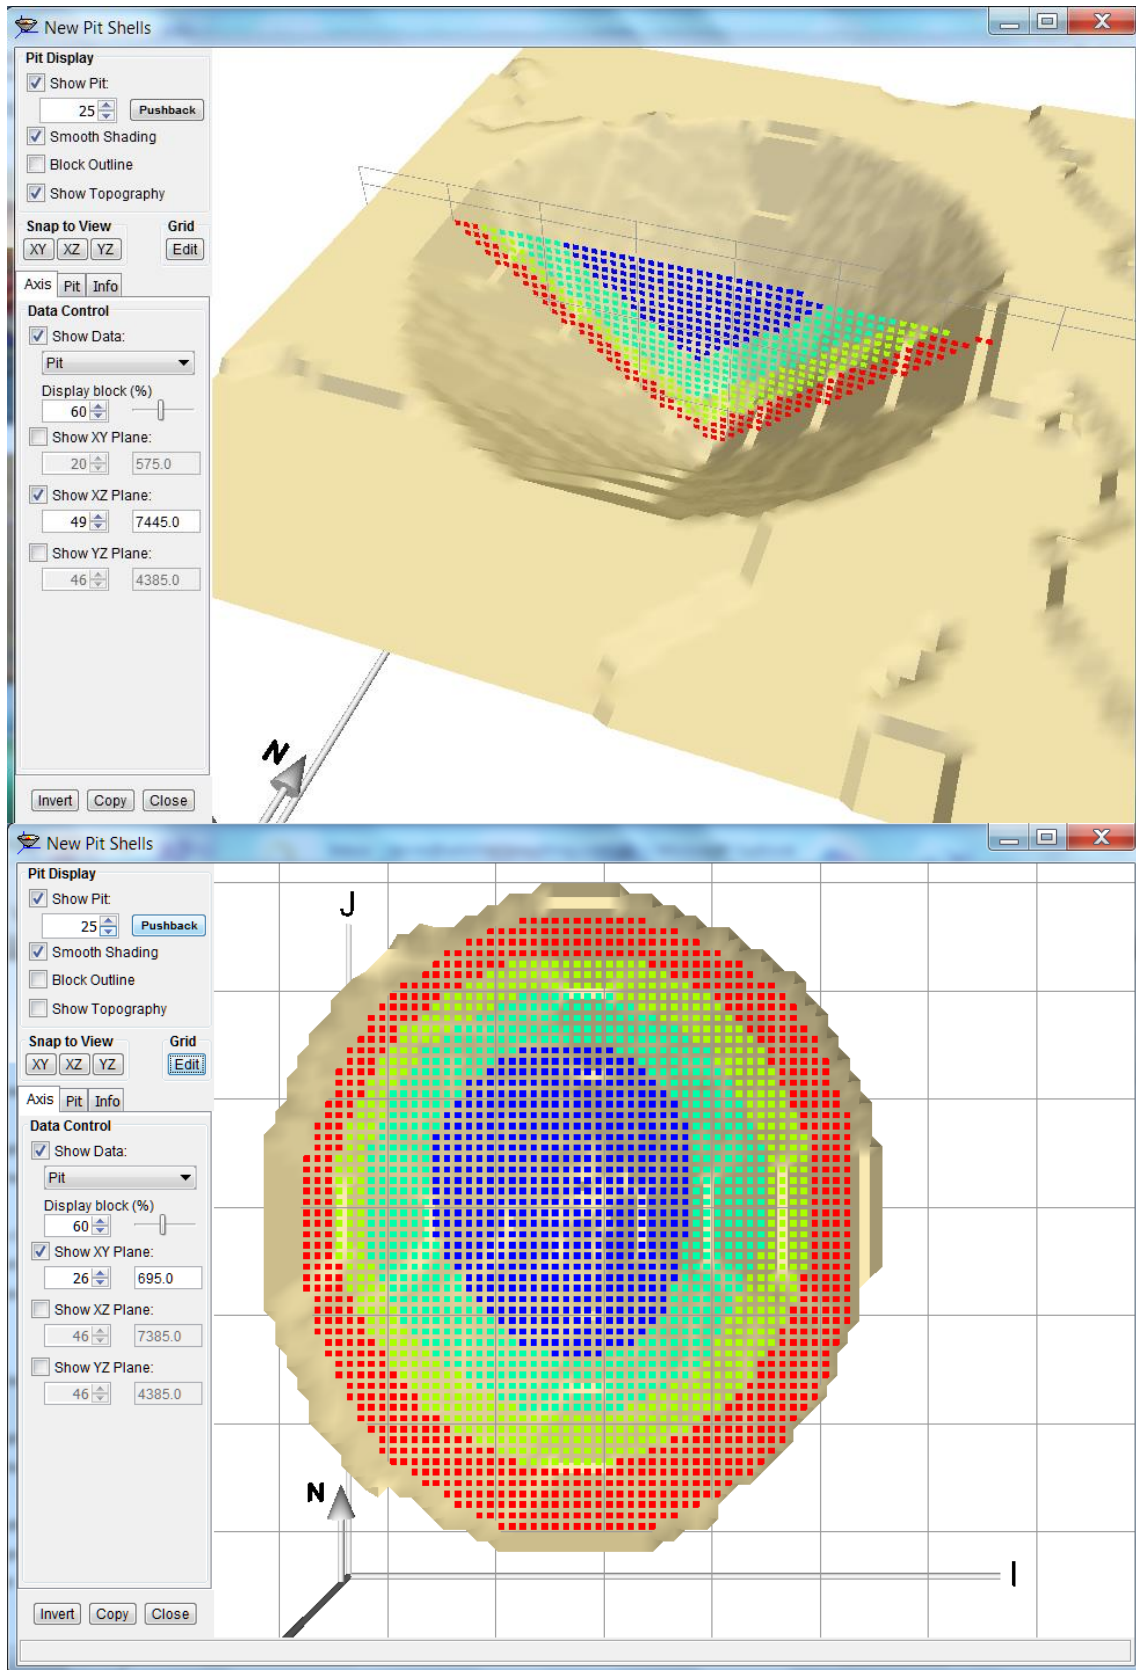 New Pit Shells
Pit Display
Show Pit:
25 Pushback
Smooth Shading
Block Outline
Show Topography
Snap to View Grid
XY XZ YZ Edit
Axis Pit Info
Data Control
Show Data:
Pit
Display block (%)
60
Show XY Plane:
20 575.0
Show XZ Plane:
49 7445.0
Show YZ Plane:
46 4385.0
Invert Copy Close
N
New Pit Shells
Pit Display
Show Pit:
25 Pushback
Smooth Shading
Block Outline
Show Topography
Snap to View Grid
XY XZ YZ Edit
Axis Pit Info
Data Control
Show Data:
Pit
Display block (%)
60
Show XY Plane:
26 695.0
Show XZ Plane:
46 7385.0
Show YZ Plane:
46 4385.0
Invert Copy Close
J
N
I